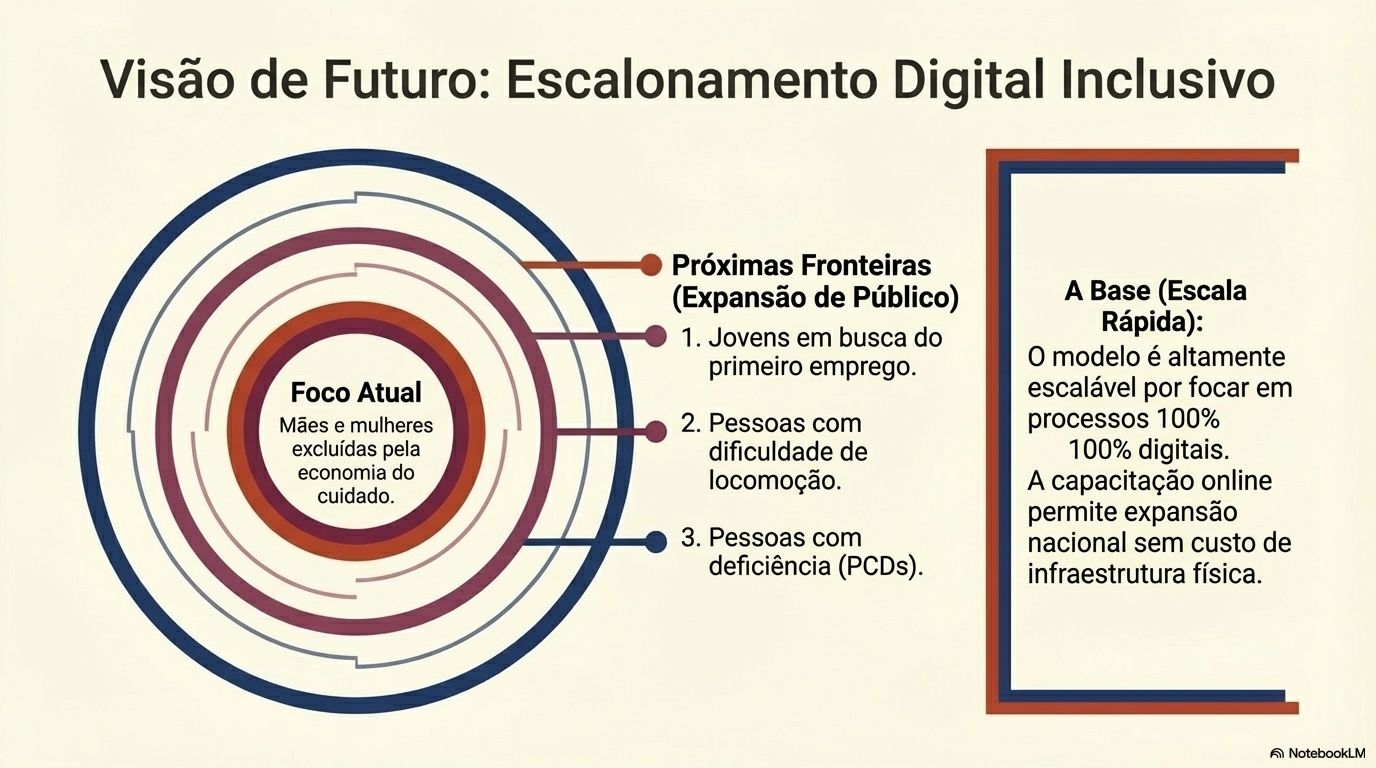 Visão de Futuro: Escalonamento Digital Inclusivo
Foco Atual
Mães e mulheres
excluídas pela
economia do
cuidado.
Próximas Fronteiras
(Expansão de Público)
1. Jovens em busca do
primeiro emprego.
2. Pessoas com
dificuldade de
locomoção.
3. Pessoas com
deficiência (PCDs).
A Base (Escala
Rápida):
O modelo é altamente
escalável por focar em
processos 100%
100% digitais.
A capacitação online
permite expansão
nacional sem custo de
infraestrutura física.
NotebookLM